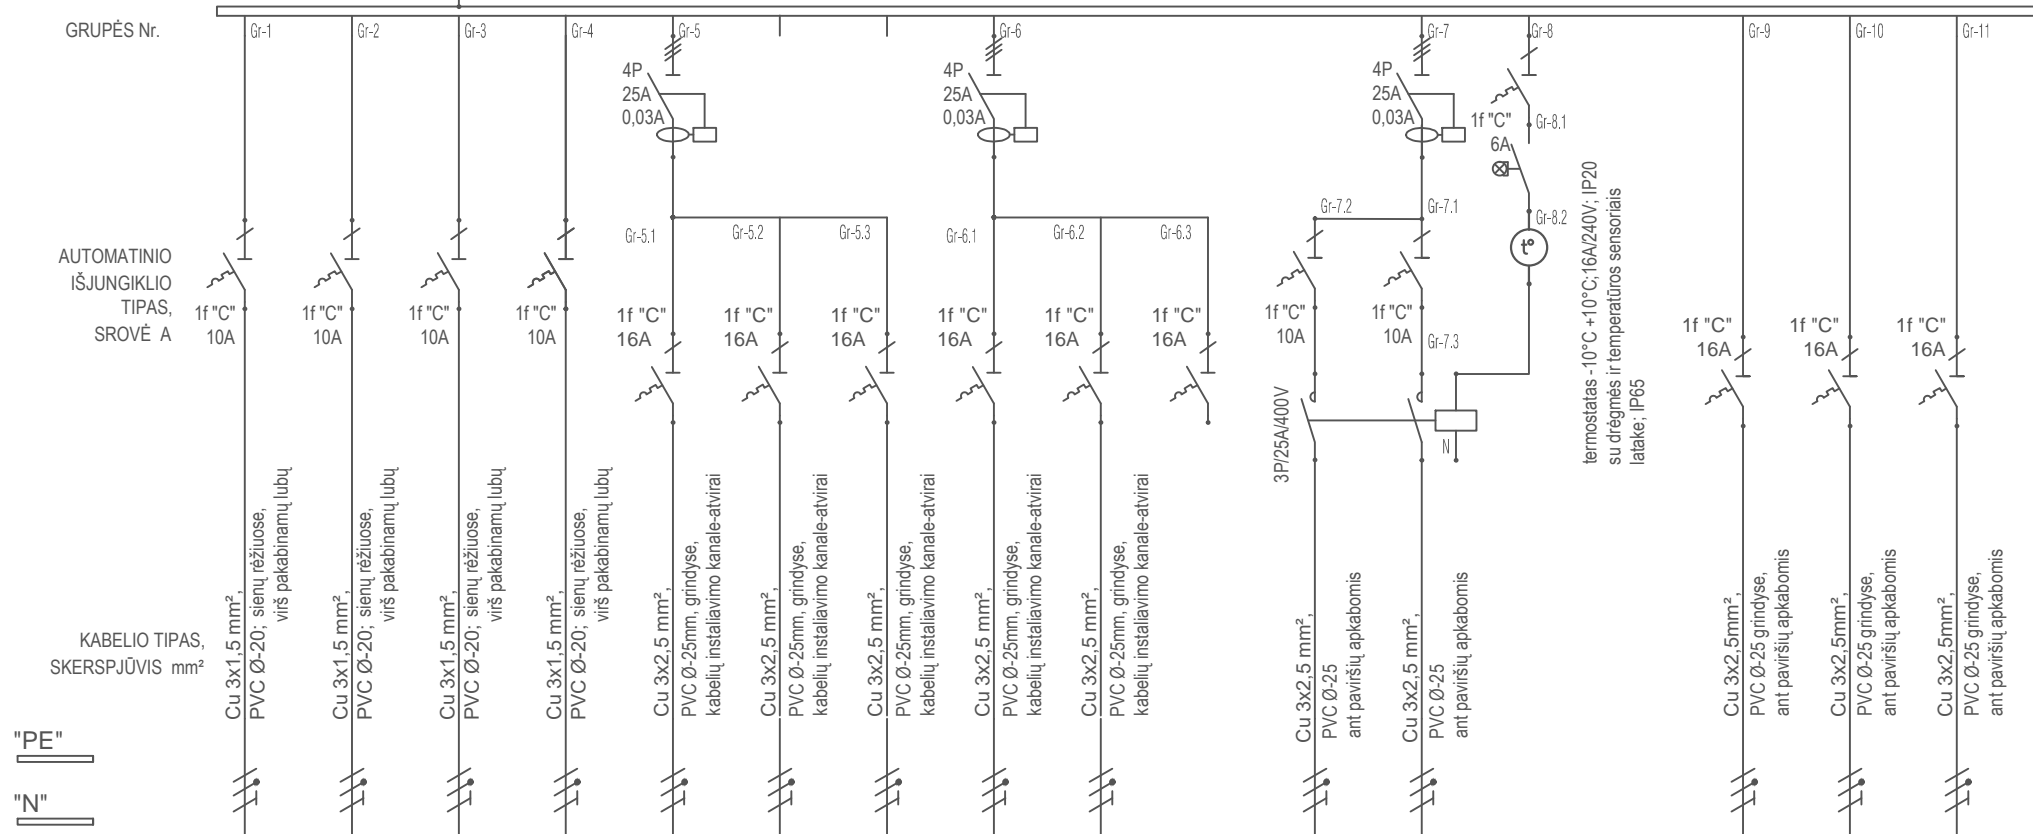 GRUPĖS Nr.
Gr-1
Gr-2
Gr-3
Gr-4
Gr-5
Gr-6
Gr-7
Gr-8
Gr-9
Gr-10
Gr-11
4P
25A
0,03A
4P
25A
0,03A
4P
25A
0,03A
1f "C"
6A
Gr-8.1
Gr-8.2
t°
Gr-5.1
Gr-5.2
Gr-5.3
Gr-6.1
Gr-6.2
Gr-6.3
Gr-7.2
Gr-7.1
Gr-7.3
AUTOMATINIO
IŠJUNGIKLIO
TIPAS,
SROVĖ A
1f "C"
10A
1f "C"
10A
1f "C"
10A
1f "C"
10A
1f "C"
16A
1f "C"
16A
1f "C"
16A
1f "C"
16A
1f "C"
16A
1f "C"
16A
1f "C"
10A
1f "C"
10A
1f "C"
16A
1f "C"
16A
1f "C"
16A
3P/25A/400V
N
termostatas -10°C +10°C;16A/240V; IP20
su drėgmės ir temperatūros sensoriais
latake; IP65
KABELIO TIPAS,
SKERSPJŪVIS mm²
Cu 3x1,5 mm²,
PVC Ø-20; sienų rėžiuose,
virš pakabinamų lubų
Cu 3x1,5 mm²,
PVC Ø-20; sienų rėžiuose,
virš pakabinamų lubų
Cu 3x1,5 mm²,
PVC Ø-20; sienų rėžiuose,
virš pakabinamų lubų
Cu 3x1,5 mm²,
PVC Ø-20; sienų rėžiuose,
virš pakabinamų lubų
Cu 3x2,5 mm²,
PVC Ø-25mm, grindyse,
kabelių instaliavimo kanale-atvirai
Cu 3x2,5 mm²,
PVC Ø-25mm, grindyse,
kabelių instaliavimo kanale-atvirai
Cu 3x2,5 mm²,
PVC Ø-25mm, grindyse,
kabelių instaliavimo kanale-atvirai
Cu 3x2,5 mm²,
PVC Ø-25mm, grindyse,
kabelių instaliavimo kanale-atvirai
Cu 3x2,5 mm²,
PVC Ø-25mm, grindyse,
kabelių instaliavimo kanale-atvirai
Cu 3x2,5 mm²,
PVC Ø-25
ant paviršių apkabomis
Cu 3x2,5 mm²,
PVC Ø-25
ant paviršių apkabomis
Cu 3x2,5mm²,
PVC Ø-25 grindyse,
ant paviršių apkabomis
Cu 3x2,5mm²,
PVC Ø-25 grindyse,
ant paviršių apkabomis
Cu 3x2,5mm²,
PVC Ø-25 grindyse,
ant paviršių apkabomis
"PE"
"N"